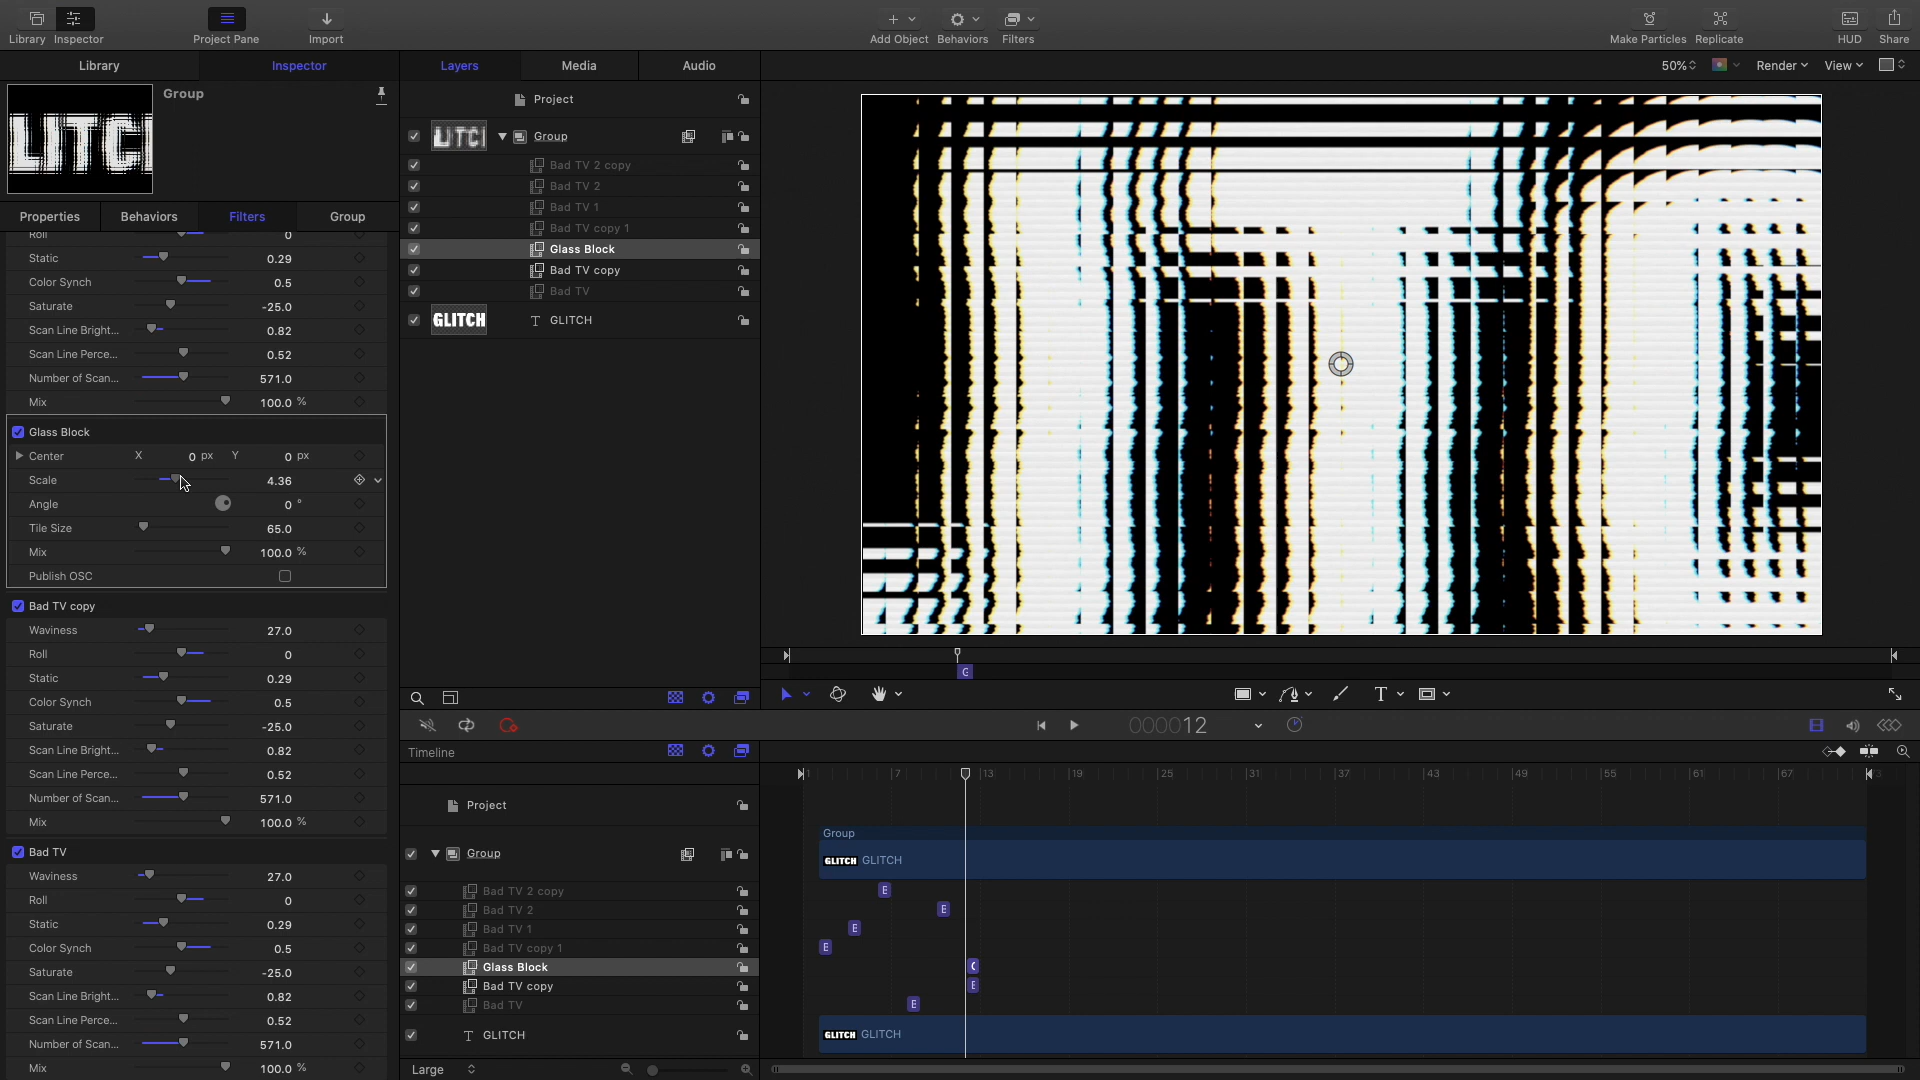 Library Inspector Project Pane Import Add Object Behaviors Filters Make Particles Replicate HUD Share
Library Inspector Layers Media Audio 50% Render View
Group
LITCI
Properties Behaviors Filters Group
Roll 0
Static 0.29
Color Synch 0.5
Saturate -25.0
Scan Line Bright... 0.82
Scan Line Perce... 0.52
Number of Scan... 571.0
Mix 100.0 %
Glass Block
Center X 0 px Y 0 px
Scale 4.36
Angle 0 °
Tile Size 65.0
Mix 100.0 %
Publish OSC
Bad TV copy
Waviness 27.0
Roll 0
Static 0.29
Color Synch 0.5
Saturate -25.0
Scan Line Bright... 0.82
Scan Line Perce... 0.52
Number of Scan... 571.0
Mix 100.0 %
Bad TV
Waviness 27.0
Roll 0
Static 0.29
Color Synch 0.5
Saturate -25.0
Scan Line Bright... 0.82
Scan Line Perce... 0.52
Number of Scan... 571.0
Mix 100.0 %
Project
LITCI Group
Bad TV 2 copy
Bad TV 2
Bad TV 1
Bad TV copy 1
Glass Block
Bad TV copy
Bad TV
GLITCH GLITCH
G
000012
Timeline
1 7 13 19 25 31 37 43 49 55 61 67 3
Project
Group
Group
GLITCH GLITCH
Bad TV 2 copy
Bad TV 2
Bad TV 1
Bad TV copy 1
Glass Block
Bad TV copy
Bad TV
GLITCH
GLITCH GLITCH
Large